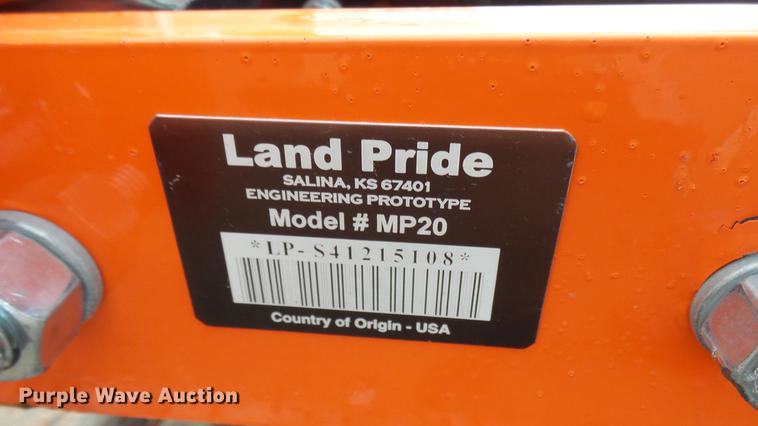 Land Pride
SALINA, KS 67401
ENGINEERING PROTOTYPE
Model # MP20
*LP-S41215108*
Country of Origin - USA
Purple Wave Auction®